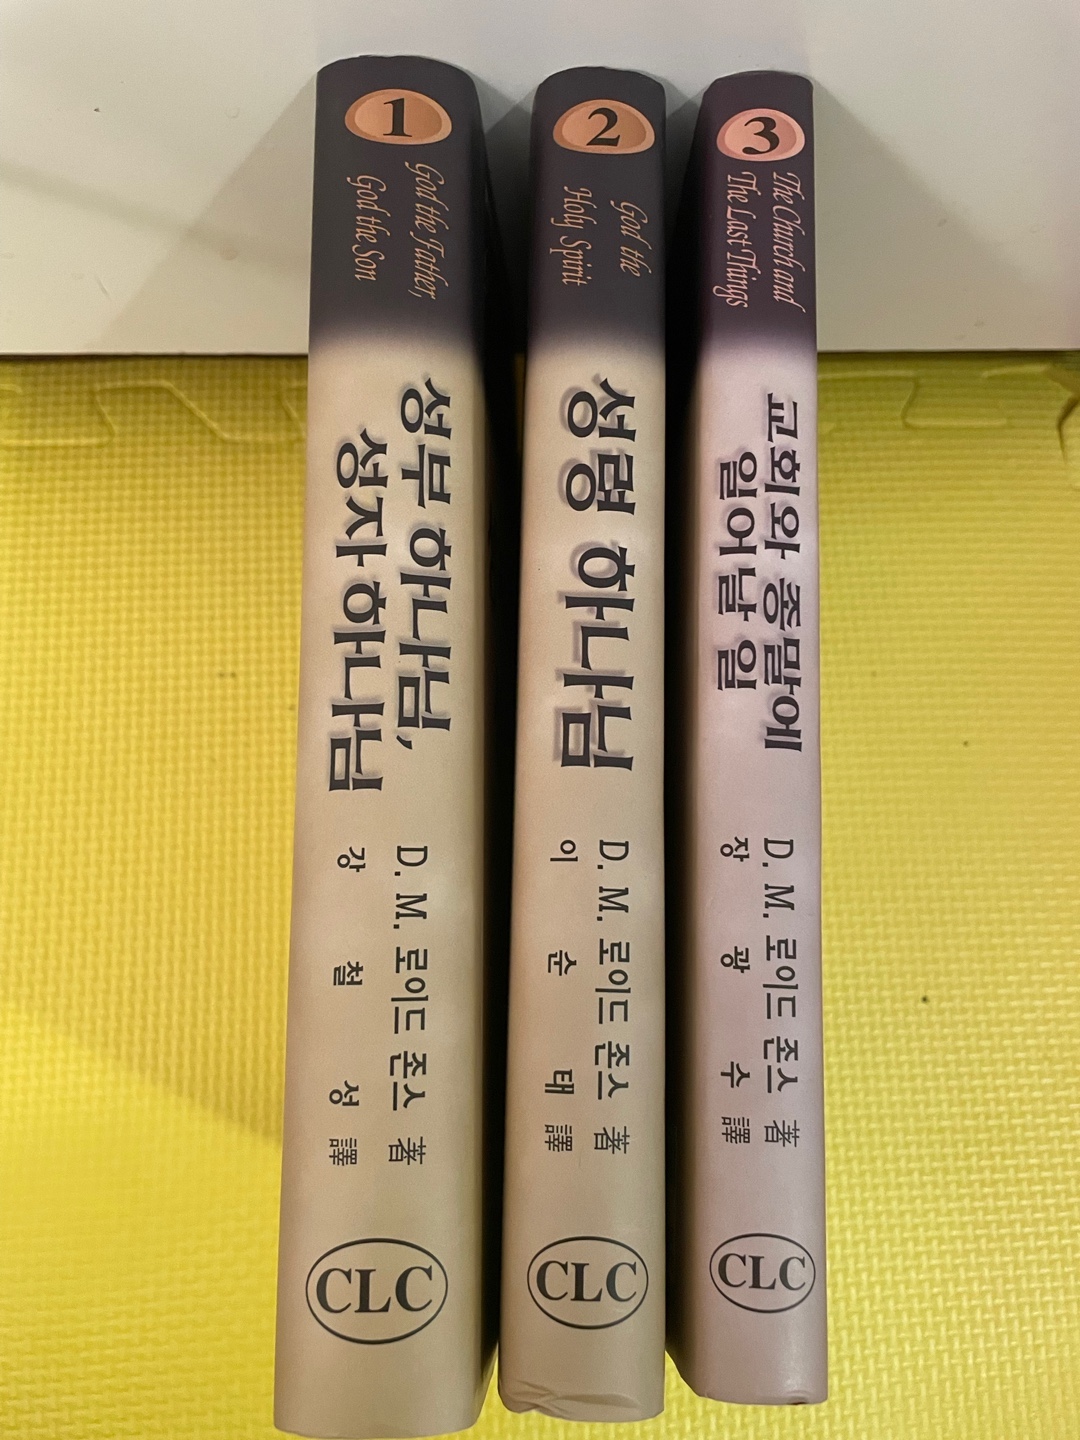 1
God the Father,
God the Son
성부 하나님,
성자 하나님
D. M. 로이드 존스 著
강 철 성 譯
CLC
2
God the
Holy Spirit
성령 하나님
D. M. 로이드 존스 著
이 순 태 譯
CLC
3
The Church and
The Last Things
교회와 종말에
일어날 일
D. M. 로이드 존스 著
장 광 수 譯
CLC